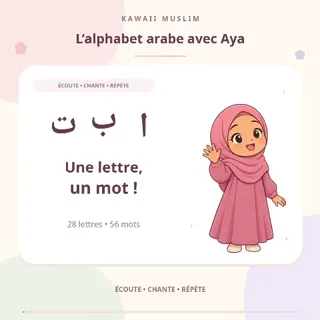 KAWAII MUSLIM
L’alphabet arabe avec Aya
ÉCOUTE • CHANTE • RÉPÈTE
ا ب ت
Une lettre,
un mot !
28 lettres • 56 mots
ÉCOUTE • CHANTE • RÉPÈTE